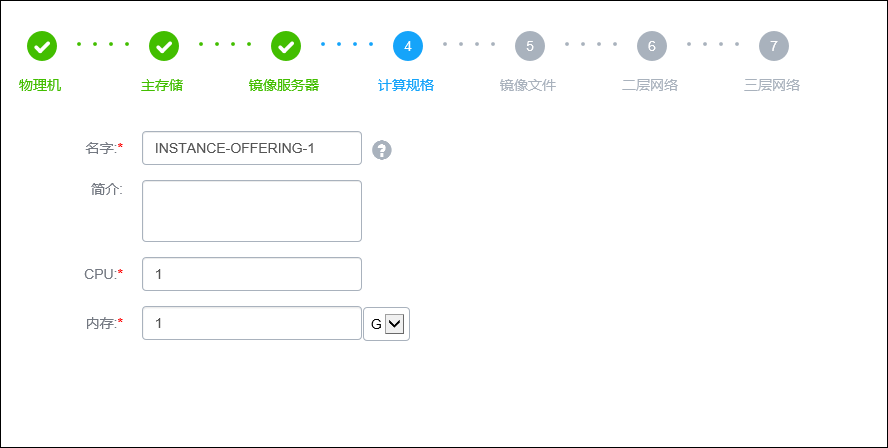 4 5 6 7
物理机 主存储 镜像服务器 计算规格 镜像文件 二层网络 三层网络
名字:* INSTANCE-OFFERING-1 ?
简介:
CPU:* 1
内存:* 1 G